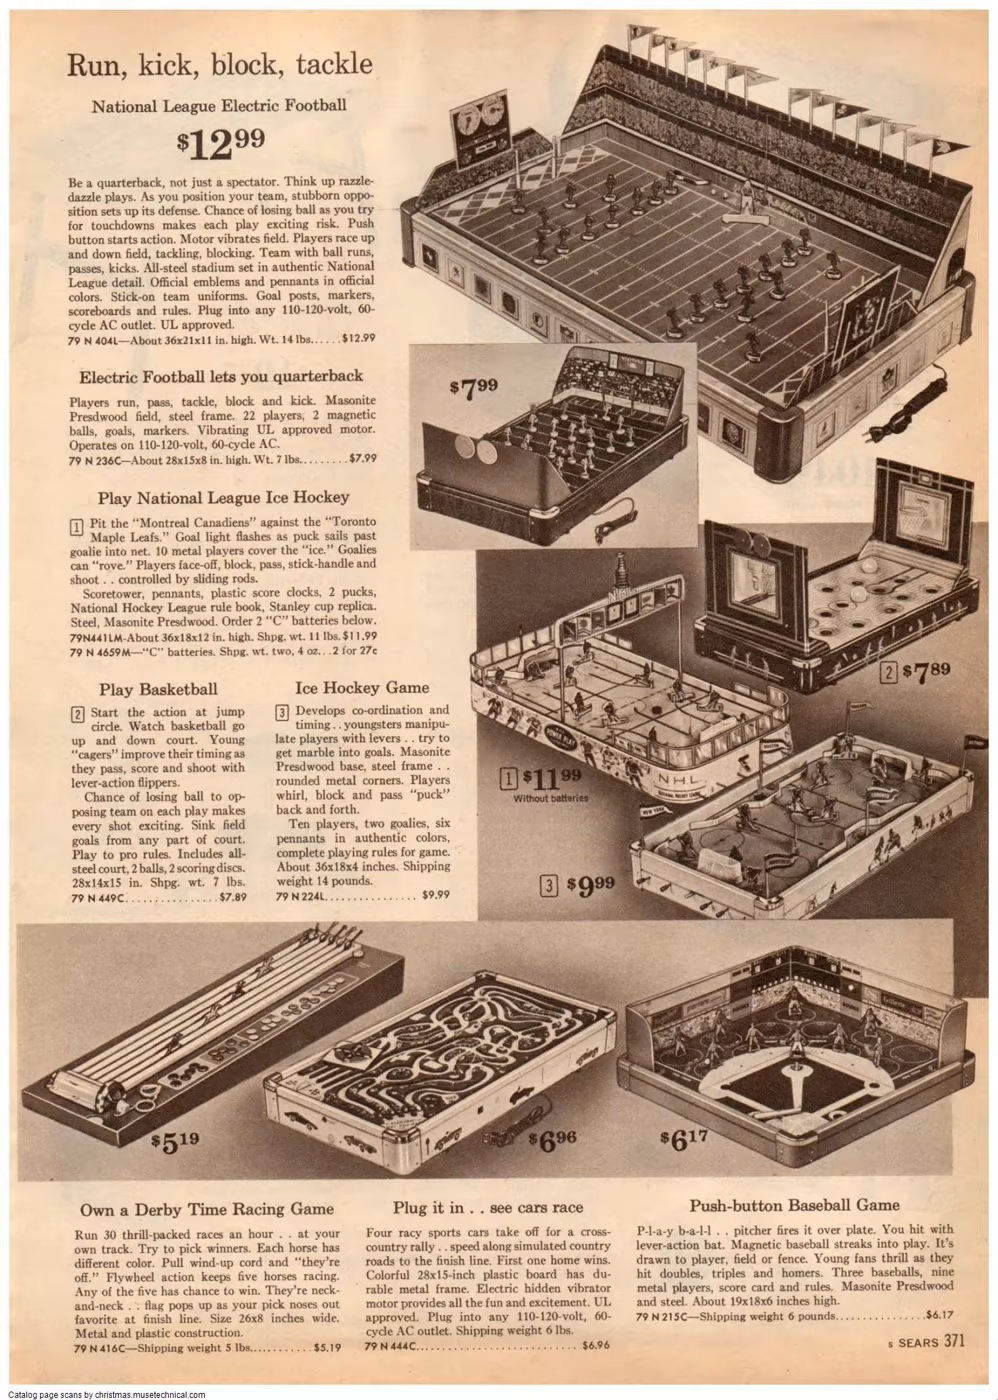 Run, kick, block, tackle
National League Electric Football
$12 99
Be a quarterback, not just a spectator. Think up razzle-
dazzle plays. As you position your team, stubborn oppo-
sition sets up its defense. Chance of losing ball as you try
for touchdowns makes each play exciting risk. Push
button starts action. Motor vibrates field. Players race up
and down field, tackling, blocking. Team with ball runs,
passes, kicks. All-steel stadium set in authentic National
League detail. Official emblems and pennants in official
colors. Stick-on team uniforms. Goal posts, markers,
scoreboards and rules. Plug into any 110-120-volt, 60-
cycle AC outlet. UL approved.
79 N 404L—About 36x21x11 in. high. Wt. 14 lbs......$12.99
Electric Football lets you quarterback
Players run, pass, tackle, block and kick. Masonite
Presdwood field, steel frame. 22 players, 2 magnetic
balls, goals, markers. Vibrating UL approved motor.
Operates on 110-120-volt, 60-cycle AC.
79 N 236C—About 28x15x8 in. high. Wt. 7 lbs.........$7.99
$7 99
Play National League Ice Hockey
1 Pit the "Montreal Canadiens" against the "Toronto
Maple Leafs." Goal light flashes as puck sails past
goalie into net. 10 metal players cover the "ice." Goalies
can "rove." Players face-off, block, pass, stick-handle and
shoot . . controlled by sliding rods.
Scoretower, pennants, plastic score clocks, 2 pucks,
National Hockey League rule book, Stanley cup replica.
Steel, Masonite Presdwood. Order 2 "C" batteries below.
79N441LM-About 36x18x12 in. high. Shpg. wt. 11 lbs. $11.99
79 N 4659M—"C" batteries. Shpg. wt. two, 4 oz...2 for 27c
Play Basketball
2 Start the action at jump
circle. Watch basketball go
up and down court. Young
"cagers" improve their timing as
they pass, score and shoot with
lever-action flippers.
Chance of losing ball to op-
posing team on each play makes
every shot exciting. Sink field
goals from any part of court.
Play to pro rules. Includes all-
steel court, 2 balls, 2 scoring discs.
28x14x15 in. Shpg. wt. 7 lbs.
79 N 449C................$7.89
Ice Hockey Game
3 Develops co-ordination and
timing . . youngsters manipu-
late players with levers . . try to
get marble into goals. Masonite
Presdwood base, steel frame . .
rounded metal corners. Players
whirl, block and pass "puck"
back and forth.
Ten players, two goalies, six
pennants in authentic colors,
complete playing rules for game.
About 36x18x4 inches. Shipping
weight 14 pounds.
79 N 224L................ $9.99
2 $7 89
NHL
POWER PLAY
NHL
NATIONAL HOCKEY LEAGUE
1 $11 99
Without batteries
NEW YORK
3 $9 99
$5 19
$6 96
$6 17
Own a Derby Time Racing Game
Run 30 thrill-packed races an hour . . at your
own track. Try to pick winners. Each horse has
different color. Pull wind-up cord and "they're
off." Flywheel action keeps five horses racing.
Any of the five has chance to win. They're neck-
and-neck . . flag pops up as your pick noses out
favorite at finish line. Size 26x8 inches wide.
Metal and plastic construction.
79 N 416C—Shipping weight 5 lbs............$5.19
Plug it in . . see cars race
Four racy sports cars take off for a cross-
country rally . . speed along simulated country
roads to the finish line. First one home wins.
Colorful 28x15-inch plastic board has du-
rable metal frame. Electric hidden vibrator
motor provides all the fun and excitement. UL
approved. Plug into any 110-120-volt, 60-
cycle AC outlet. Shipping weight 6 lbs.
79 N 444C............................ $6.96
Push-button Baseball Game
P-l-a-y b-a-l-l . . pitcher fires it over plate. You hit with
lever-action bat. Magnetic baseball streaks into play. It's
drawn to player, field or fence. Young fans thrill as they
hit doubles, triples and homers. Three baseballs, nine
metal players, score card and rules. Masonite Presdwood
and steel. About 19x18x6 inches high.
79 N 215C—Shipping weight 6 pounds...............$6.17
s SEARS 371
Catalog page scans by christmas.musetechnical.com